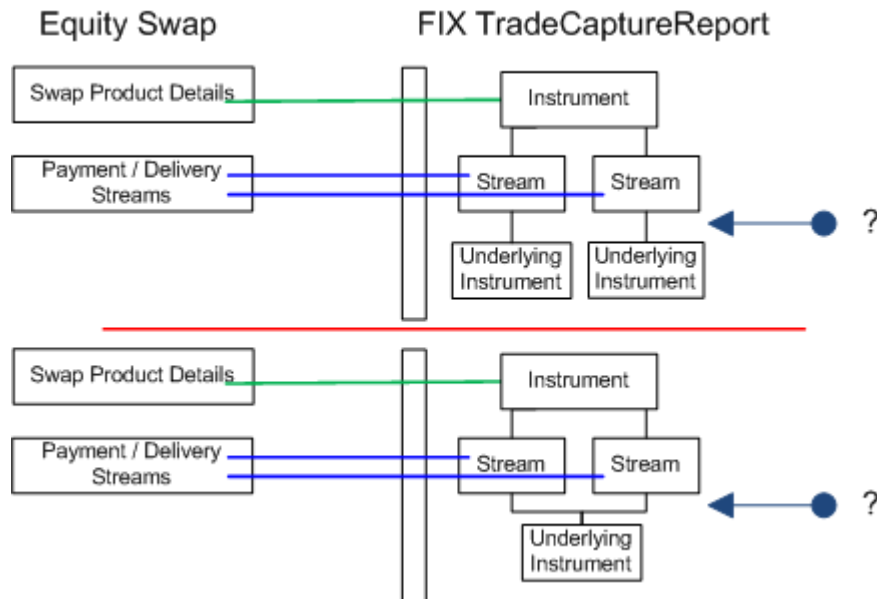 Equity Swap
FIX TradeCaptureReport
Swap Product Details
Instrument
Payment / Delivery
Streams
Stream
Stream
?
Underlying
Instrument
Underlying
Instrument
Swap Product Details
Instrument
Payment / Delivery
Streams
Stream
Stream
?
Underlying
Instrument